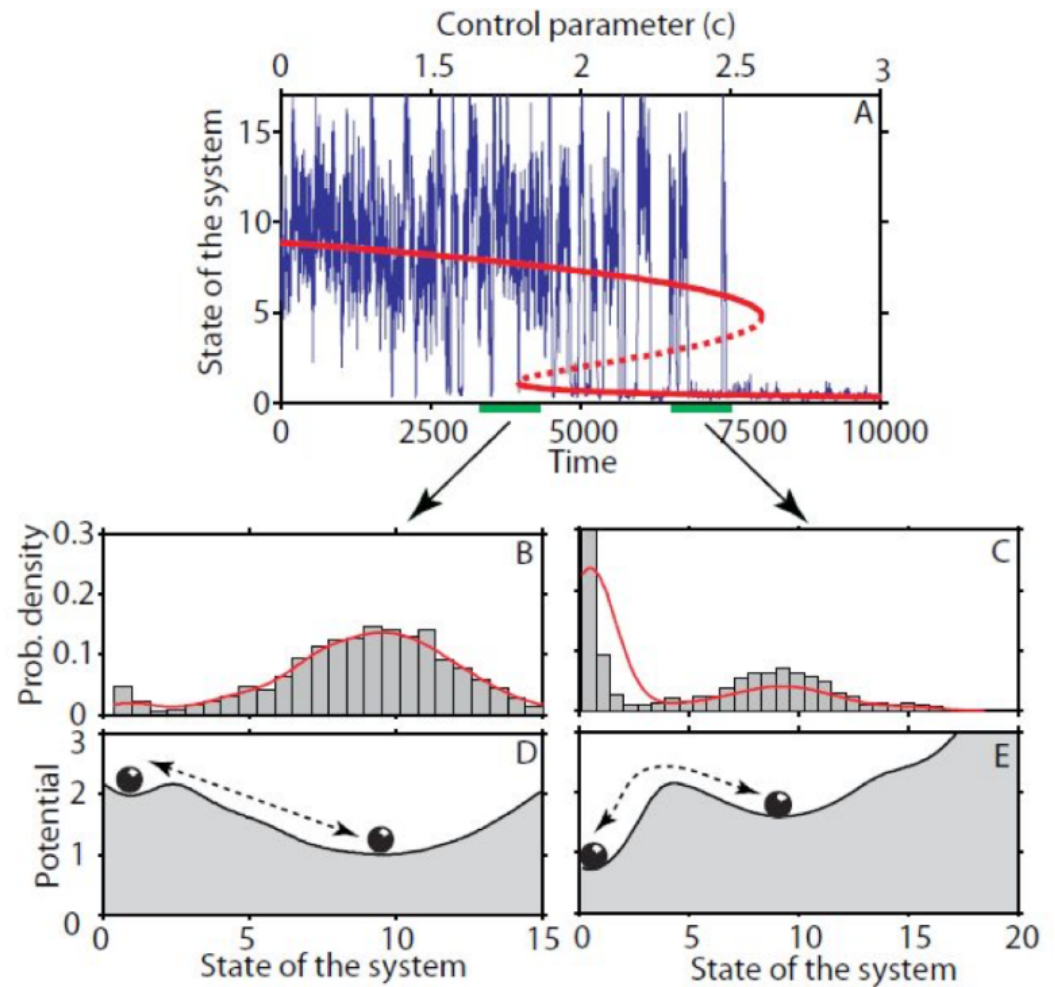 Control parameter (c)
0 1.5 2 2.5 3
A
State of the system
15
10
5
0
0 2500 5000 7500 10000
Time
Prob. density
0.3
0.2
0.1
0
B
C
Potential
3
2
1
0
D
E
0 5 10 15
State of the system
0 5 10 15 20
State of the system